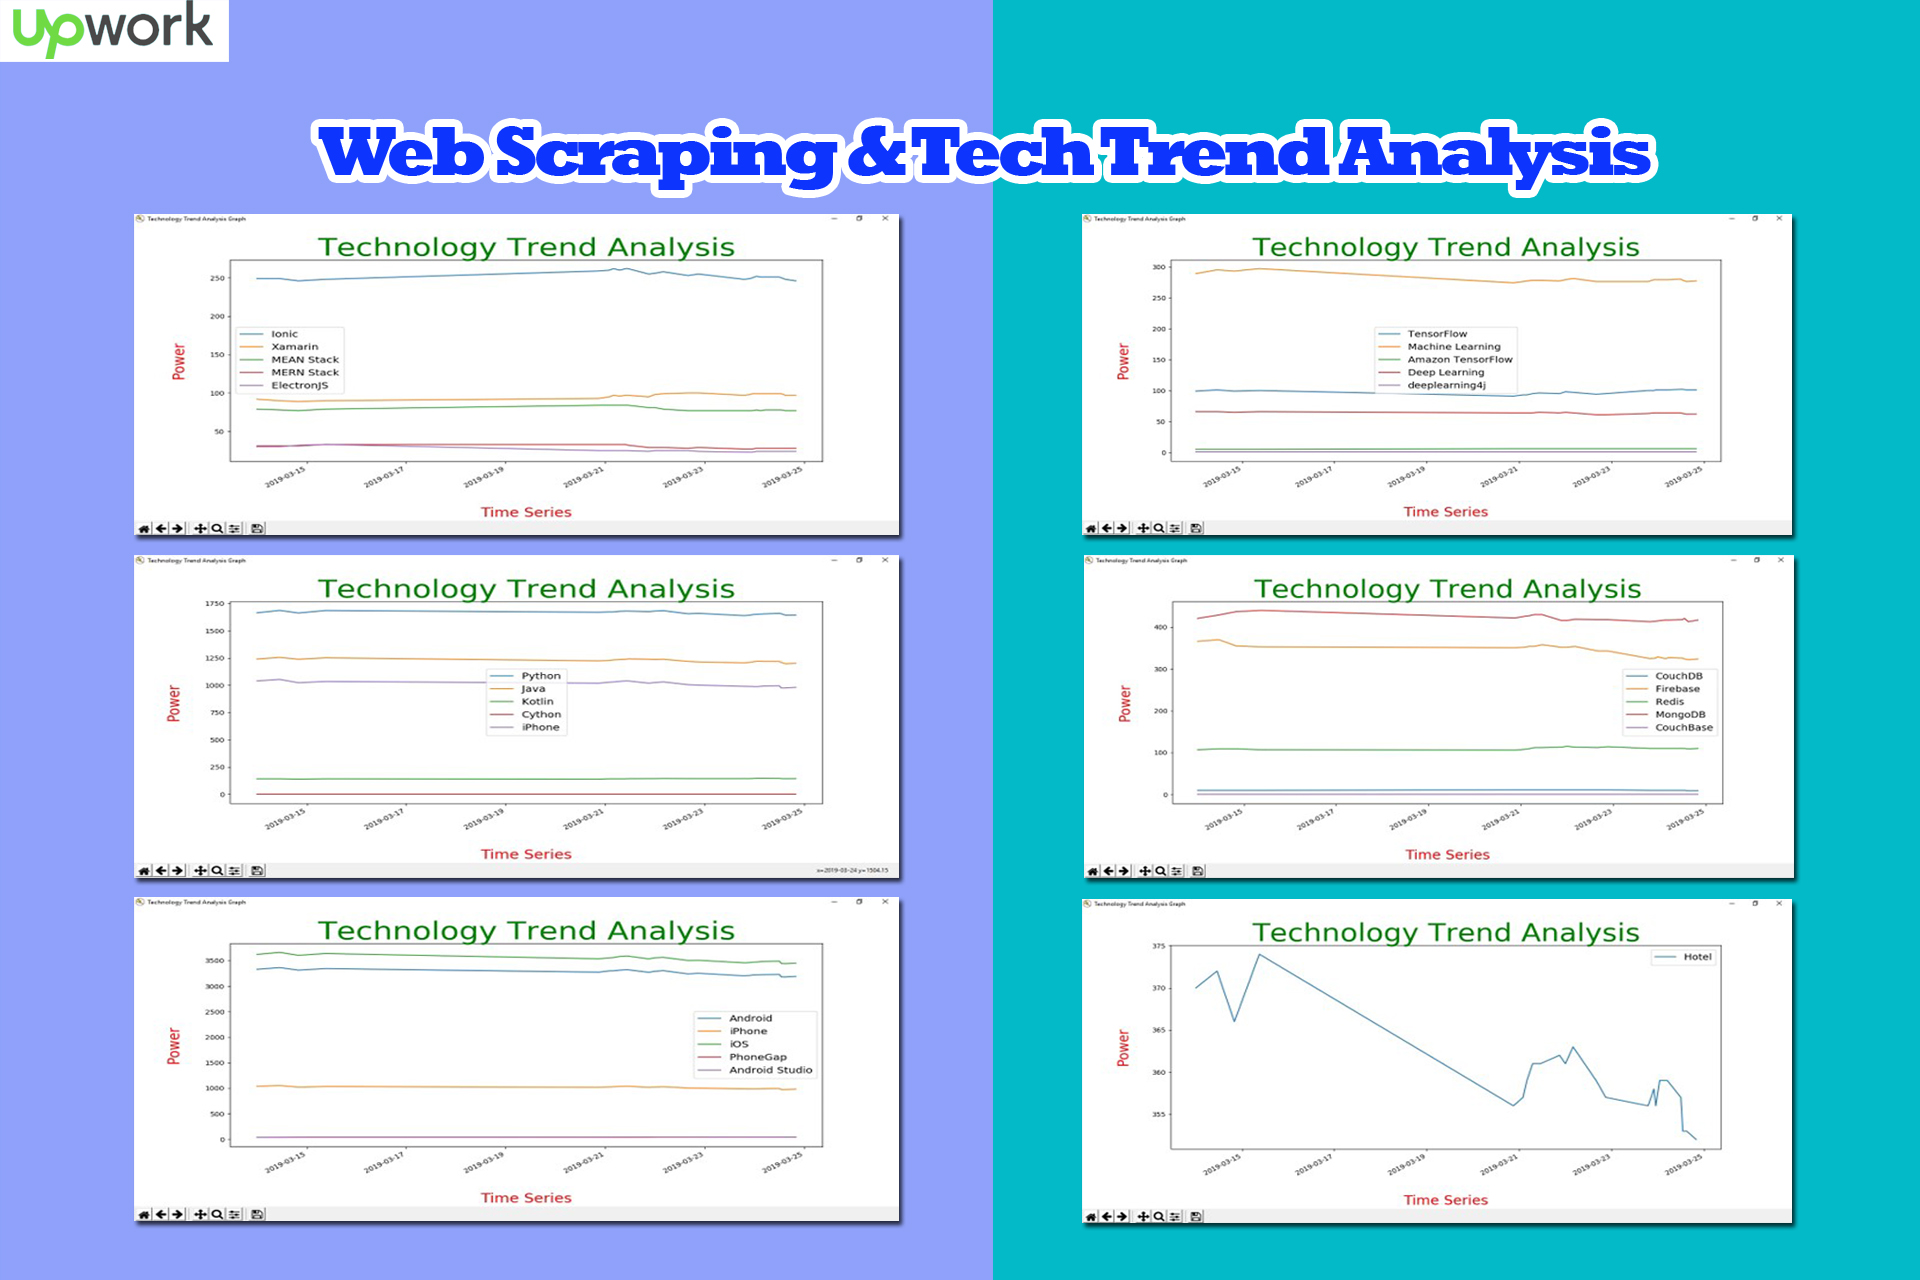 upwork
Web Scraping & Tech Trend Analysis
Technology Trend Analysis Graph
Technology Trend Analysis
250
200
150
100
50
Power
Ionic
Xamarin
MEAN Stack
MERN Stack
ElectronJS
2019-03-15 2019-03-17 2019-03-19 2019-03-21 2019-03-23 2019-03-25
Time Series
Technology Trend Analysis Graph
Technology Trend Analysis
300
250
200
150
100
50
0
Power
TensorFlow
Machine Learning
Amazon TensorFlow
Deep Learning
deeplearning4j
2019-03-15 2019-03-17 2019-03-19 2019-03-21 2019-03-23 2019-03-25
Time Series
Technology Trend Analysis Graph
Technology Trend Analysis
1750
1500
1250
1000
750
500
250
0
Power
Python
Java
Kotlin
Cython
iPhone
2019-03-15 2019-03-17 2019-03-19 2019-03-21 2019-03-23 2019-03-25
Time Series
x=2019-03-24 y=1504.15
Technology Trend Analysis Graph
Technology Trend Analysis
400
300
200
100
0
Power
CouchDB
Firebase
Redis
MongoDB
CouchBase
2019-03-15 2019-03-17 2019-03-19 2019-03-21 2019-03-23 2019-03-25
Time Series
Technology Trend Analysis Graph
Technology Trend Analysis
3500
3000
2500
2000
1500
1000
500
0
Power
Android
iPhone
iOS
PhoneGap
Android Studio
2019-03-15 2019-03-17 2019-03-19 2019-03-21 2019-03-23 2019-03-25
Time Series
Technology Trend Analysis Graph
Technology Trend Analysis
375
370
365
360
355
Power
Hotel
2019-03-15 2019-03-17 2019-03-19 2019-03-21 2019-03-23 2019-03-25
Time Series